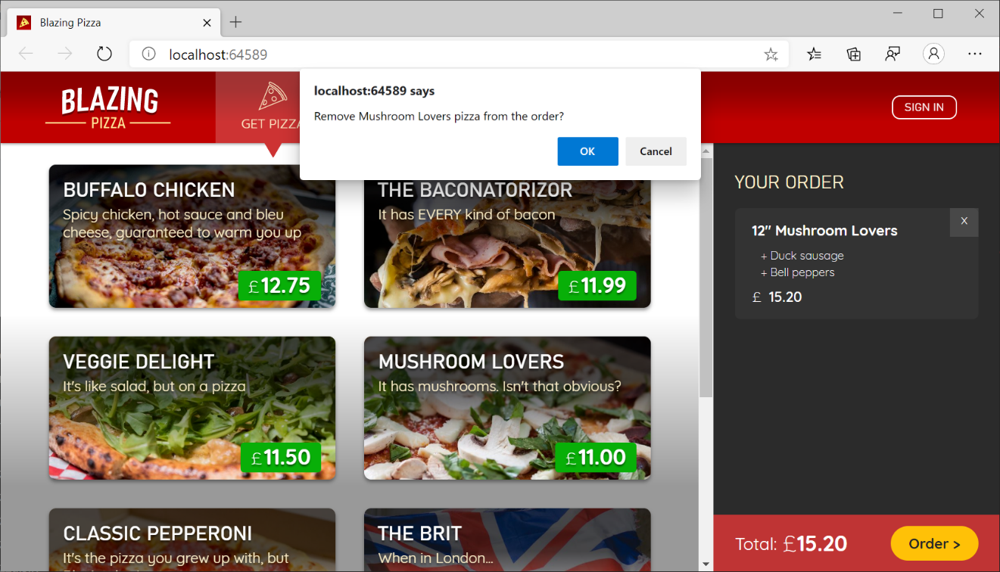 Blazing Pizza
localhost:64589
BLAZING
PIZZA
GET PIZZA
localhost:64589 says
Remove Mushroom Lovers pizza from the order?
OK
Cancel
SIGN IN
BUFFALO CHICKEN
Spicy chicken, hot sauce and bleu
cheese, guaranteed to warm you up
£12.75
THE BACONATORIZOR
It has EVERY kind of bacon
£11.99
VEGGIE DELIGHT
It's like salad, but on a pizza
£11.50
MUSHROOM LOVERS
It has mushrooms. Isn't that obvious?
£11.00
CLASSIC PEPPERONI
It's the pizza you grew up with, but
THE BRIT
When in London...
YOUR ORDER
X
12" Mushroom Lovers
+ Duck sausage
+ Bell peppers
£ 15.20
Total: £15.20
Order >